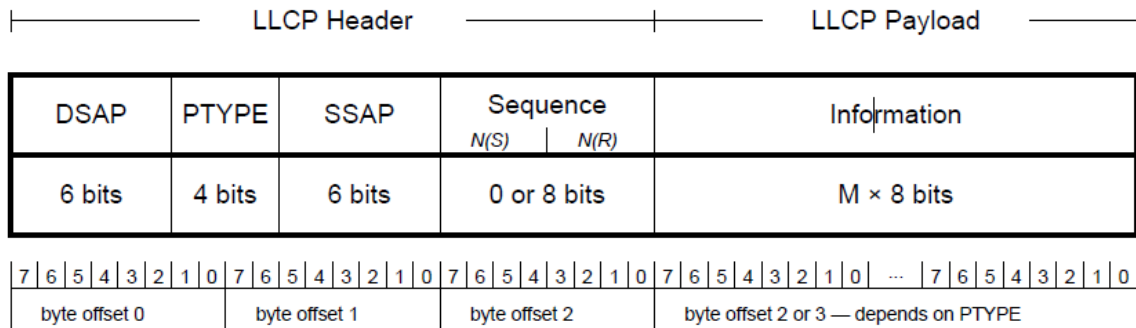 LLCP Header LLCP Payload
DSAP PTYPE SSAP Sequence Information
N(S) N(R)
6 bits 4 bits 6 bits 0 or 8 bits M × 8 bits
7 6 5 4 3 2 1 0 7 6 5 4 3 2 1 0 7 6 5 4 3 2 1 0 7 6 5 4 3 2 1 0 ... 7 6 5 4 3 2 1 0
byte offset 0 byte offset 1 byte offset 2 byte offset 2 or 3 — depends on PTYPE